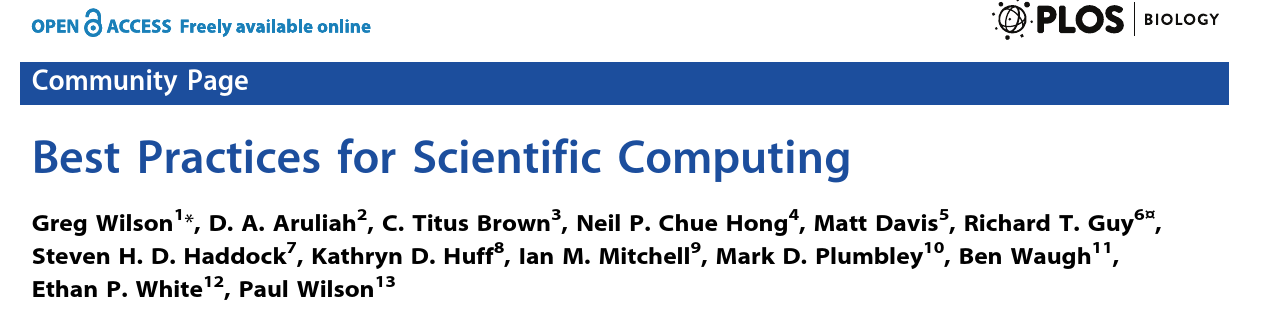 OPEN ACCESS Freely available online
PLOS BIOLOGY
Community Page
Best Practices for Scientific Computing
Greg Wilson1*, D. A. Aruliah2, C. Titus Brown3, Neil P. Chue Hong4, Matt Davis5, Richard T. Guy6¤,
Steven H. D. Haddock7, Kathryn D. Huff8, Ian M. Mitchell9, Mark D. Plumbley10, Ben Waugh11,
Ethan P. White12, Paul Wilson13